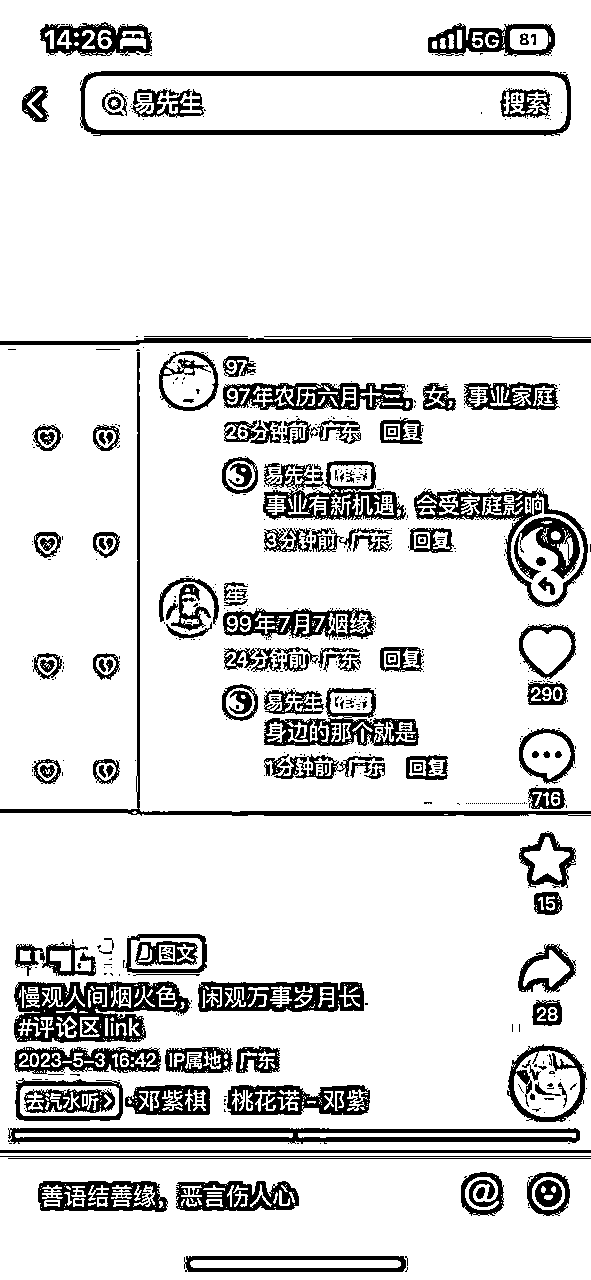 14:26
5G 81
易先生 搜索
97
97年农历六月十三，女，事业家庭
26分钟前·广东 回复
易先生 作者
事业有新机遇，会受家庭影响
3分钟前·广东 回复
笙
99年7月7姻缘
24分钟前·广东 回复
易先生 作者
身边的那个就是
1分钟前·广东 回复
290
716
15
28
图文
慢观人间烟火色，闲观万事岁月长
#评论区link
2023-5-3 16:42 IP属地：广东
去汽水听 ·邓紫棋 桃花诺-邓紫
善语结善缘，恶言伤人心
@